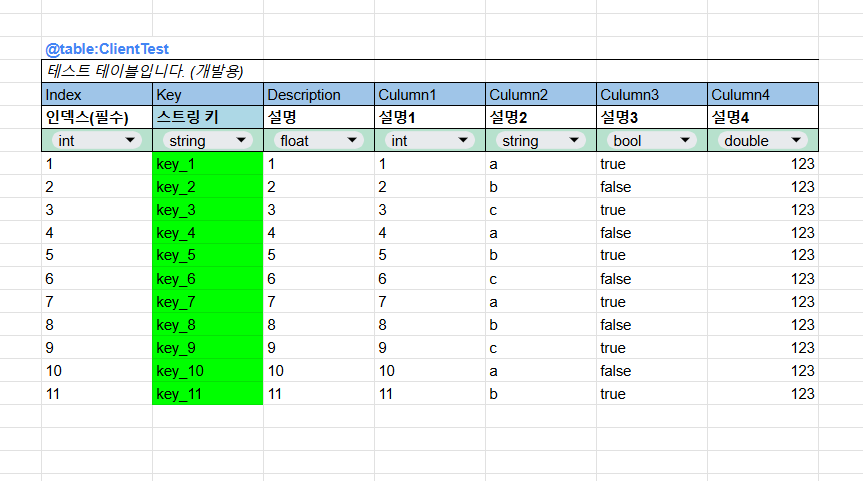 @table:ClientTest
테스트 테이블입니다. (개발용)
Index Key Description Culumn1 Culumn2 Culumn3 Culumn4
인덱스(필수) 스트링 키 설명 설명1 설명2 설명3 설명4
int string float int string bool double
1 key_1 1 1 a true 123
2 key_2 2 2 b false 123
3 key_3 3 3 c true 123
4 key_4 4 4 a false 123
5 key_5 5 5 b true 123
6 key_6 6 6 c false 123
7 key_7 7 7 a true 123
8 key_8 8 8 b false 123
9 key_9 9 9 c true 123
10 key_10 10 10 a false 123
11 key_11 11 11 b true 123